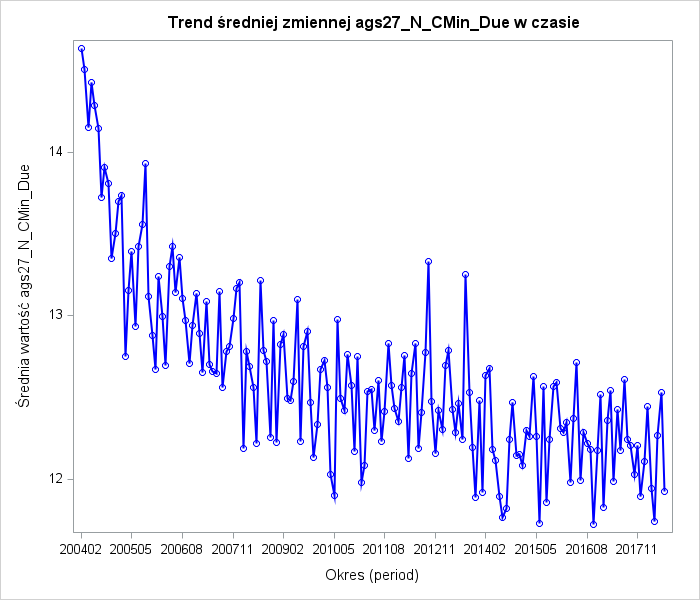 Trend średniej zmiennej ags27_N_CMin_Due w czasie
Średnia wartość ags27_N_CMin_Due
14
13
12
200402 200505 200608 200711 200902 201005 201108 201211 201402 201505 201608 201711
Okres (period)